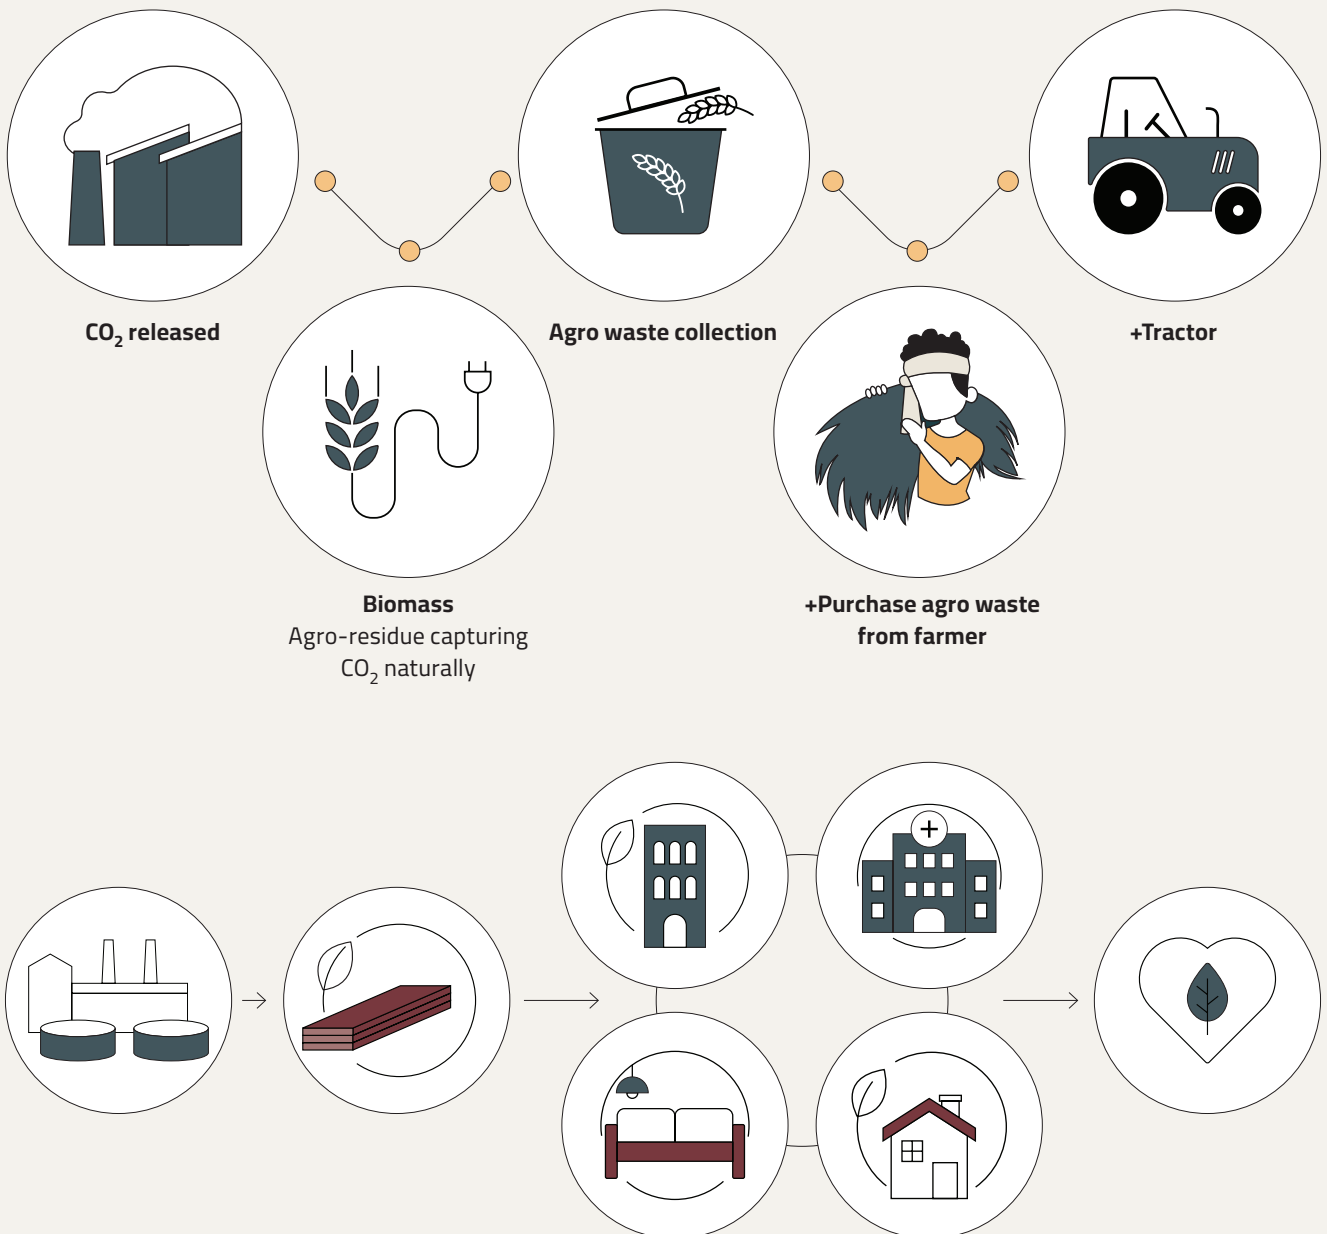 CO₂ released
Agro waste collection
+Tractor
Biomass
Agro-residue capturing
CO₂ naturally
+Purchase agro waste
from farmer